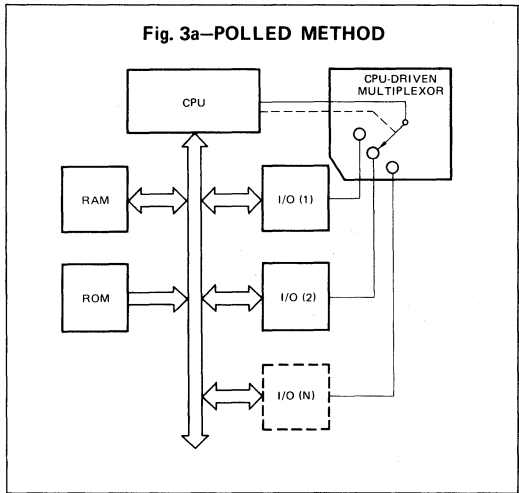 Fig. 3a—POLLED METHOD
CPU
CPU-DRIVEN
MULTIPLEXOR
RAM
I/O (1)
ROM
I/O (2)
I/O (N)